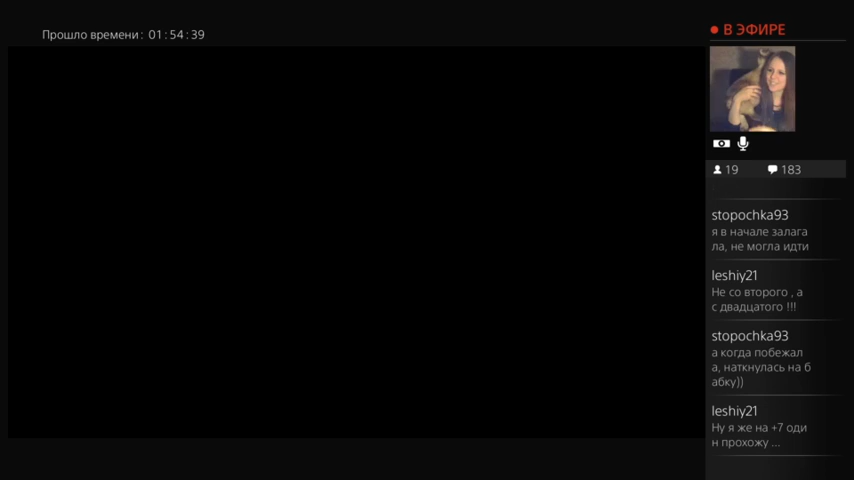 Прошло времени: 01:54:39
В ЭФИРЕ
19 183
stopochka93
я в начале залага
ла, не могла идти
leshiy21
Не со второго , а
с двадцатого !!!
stopochka93
а когда побежал
а, наткнулась на б
абку))
leshiy21
Ну я же на +7 оди
н прохожу ...